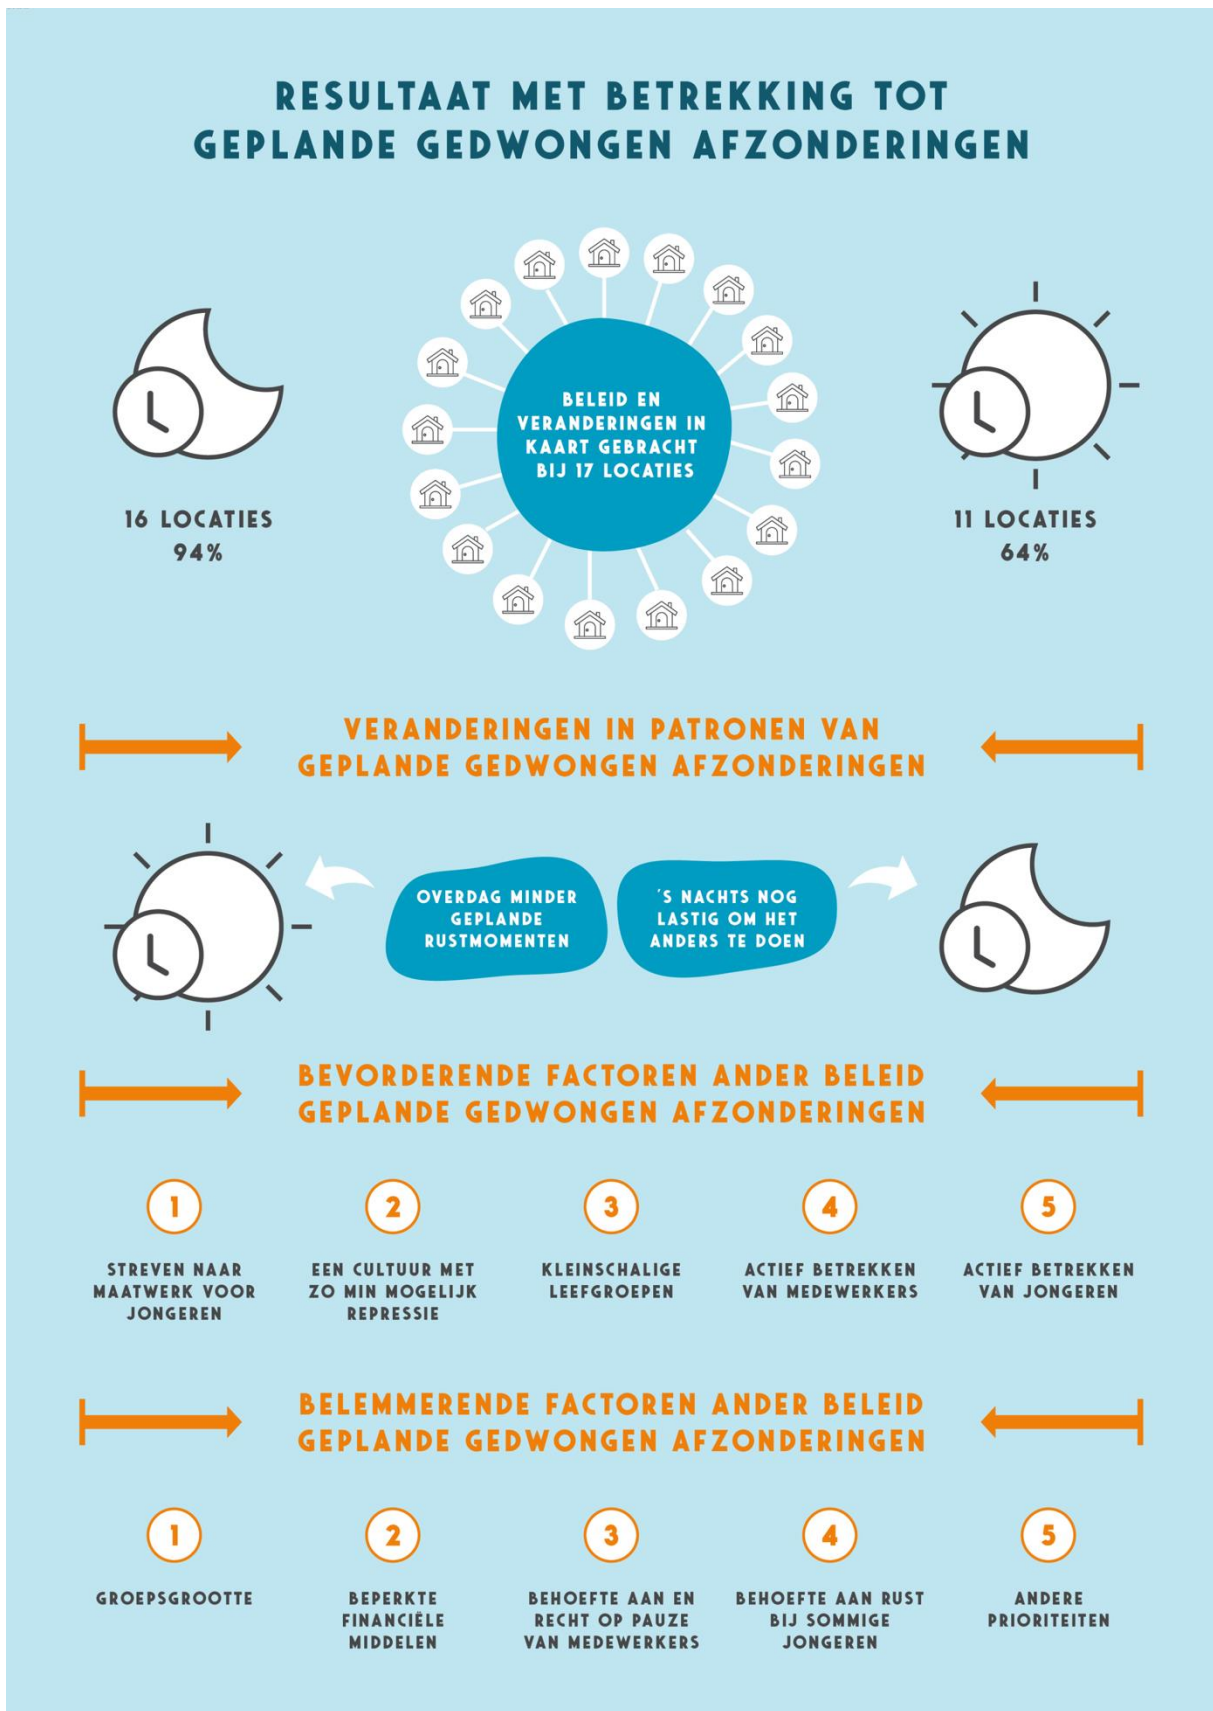 RESULTAAT MET BETREKKING TOT
GEPLANDE GEDWONGEN AFZONDERINGEN
BELEID EN
VERANDERINGEN IN
KAART GEBRACHT
BIJ 17 LOCATIES
16 LOCATIES
94%
11 LOCATIES
64%
VERANDERINGEN IN PATRONEN VAN
GEPLANDE GEDWONGEN AFZONDERINGEN
OVERDAG MINDER
GEPLANDE
RUSTMOMENTEN
'S NACHTS NOG
LASTIG OM HET
ANDERS TE DOEN
BEVORDERENDE FACTOREN ANDER BELEID
GEPLANDE GEDWONGEN AFZONDERINGEN
1
STREVEN NAAR
MAATWERK VOOR
JONGEREN
2
EEN CULTUUR MET
ZO MIN MOGELIJK
REPRESSIE
3
KLEINSCHALIGE
LEEFGROEPEN
4
ACTIEF BETREKKEN
VAN MEDEWERKERS
5
ACTIEF BETREKKEN
VAN JONGEREN
BELEMMERENDE FACTOREN ANDER BELEID
GEPLANDE GEDWONGEN AFZONDERINGEN
1
GROEPSGROOTTE
2
BEPERKTE
FINANCIËLE
MIDDELEN
3
BEHOEFTE AAN EN
RECHT OP PAUZE
VAN MEDEWERKERS
4
BEHOEFTE AAN RUST
BIJ SOMMIGE
JONGEREN
5
ANDERE
PRIORITEITEN